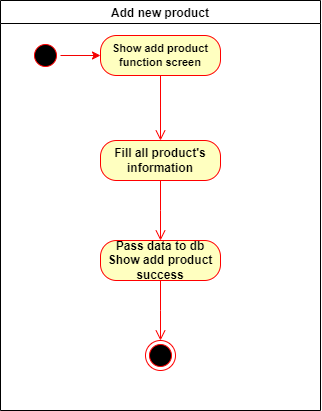 Add new product
Show add product
function screen
Fill all product's
information
Pass data to db
Show add product
success